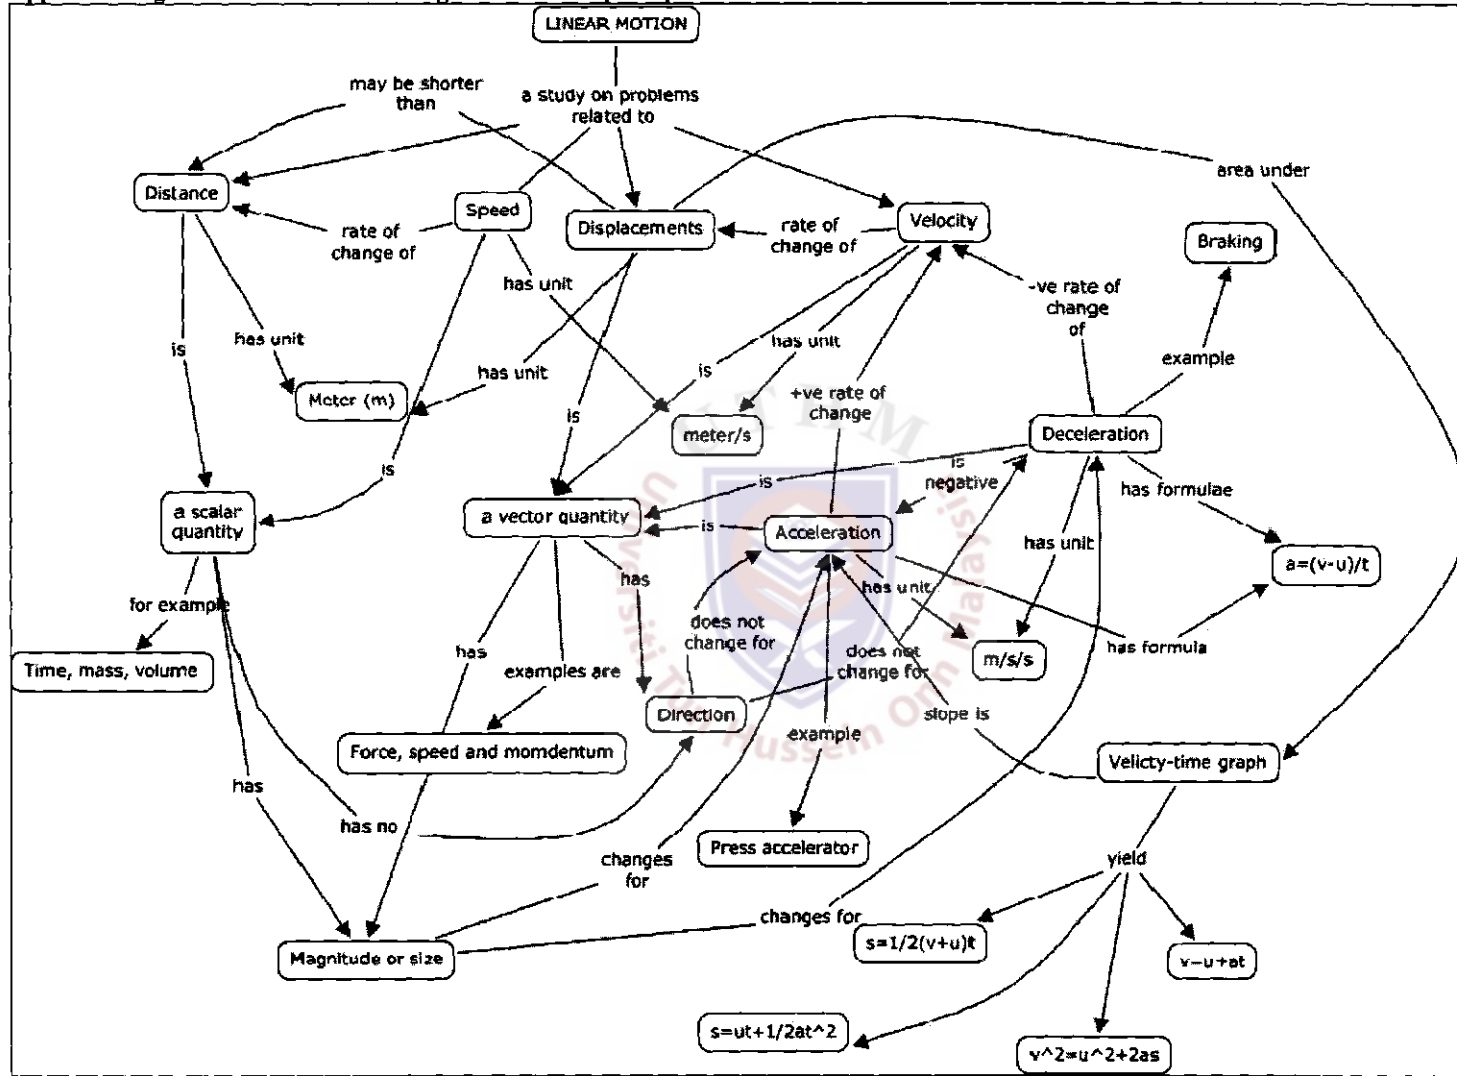 LINEAR MOTION
may be shorter
than
a study on problems
related to
area under
Distance
Speed
Displacements
Velocity
Braking
rate of
change of
rate of
change of
has unit
-ve rate of
change
of
is
has unit
has unit
has unit
is
+ve rate of
change
example
Meter (m)
is
meter/s
Deceleration
is
is
is
negative
has formulae
a scalar
quantity
a vector quantity
is
Acceleration
has unit
a=(v-u)/t
for example
has
has unit
does not
change for
does not
change for
has formula
Time, mass, volume
has
examples are
m/s/s
Direction
slope is
Force, speed and momdentum
example
Velicty-time graph
has
has no
Press accelerator
changes
for
yield
changes for
Magnitude or size
s=1/2(v+u)t
v-u+at
s=ut+1/2at^2
v^2=u^2+2as
UTHM
Universiti Tun Hussein Onn Malaysia